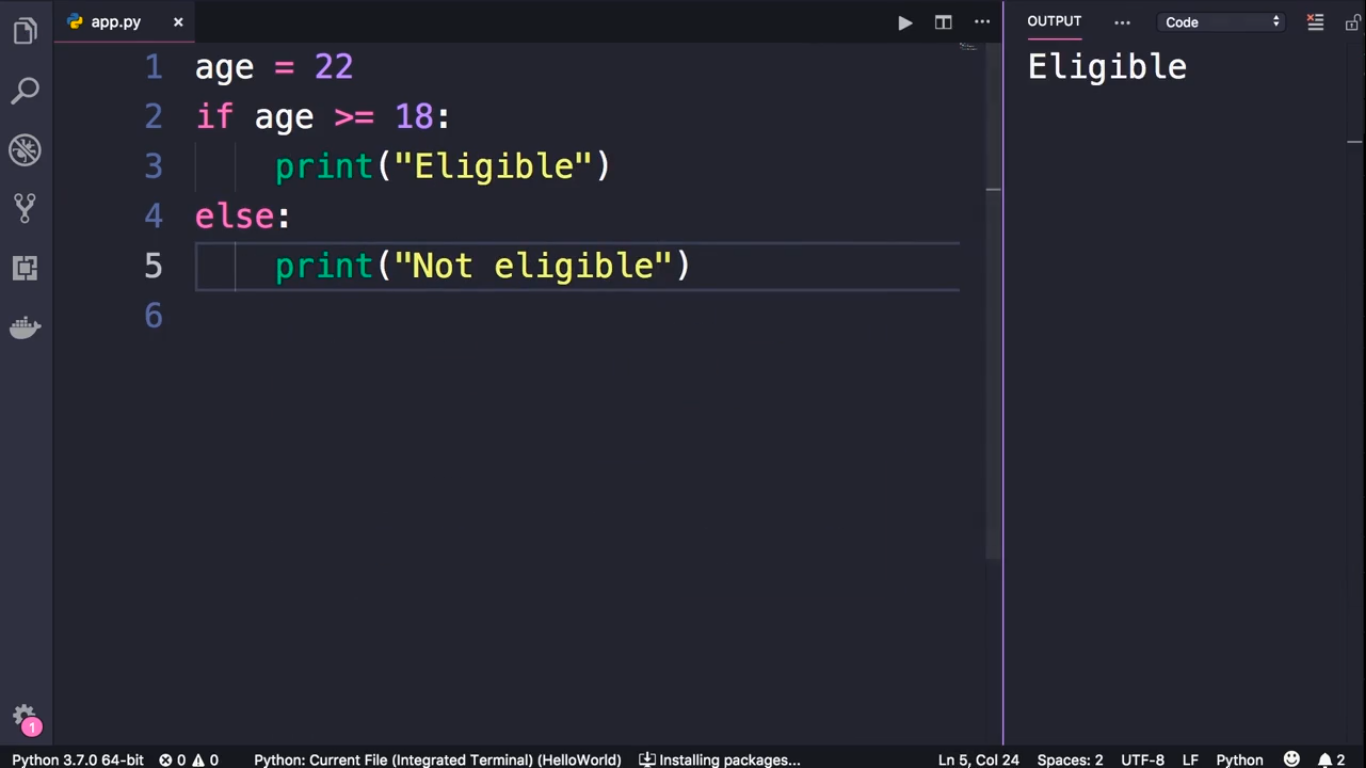 app.py
OUTPUT
Code
1 age = 22
2 if age >= 18:
3     print("Eligible")
4 else:
5     print("Not eligible")
6
Eligible
1
Python 3.7.0 64-bit 0 0 Python: Current File (Integrated Terminal) (HelloWorld) Installing packages... Ln 5, Col 24 Spaces: 2 UTF-8 LF Python 2